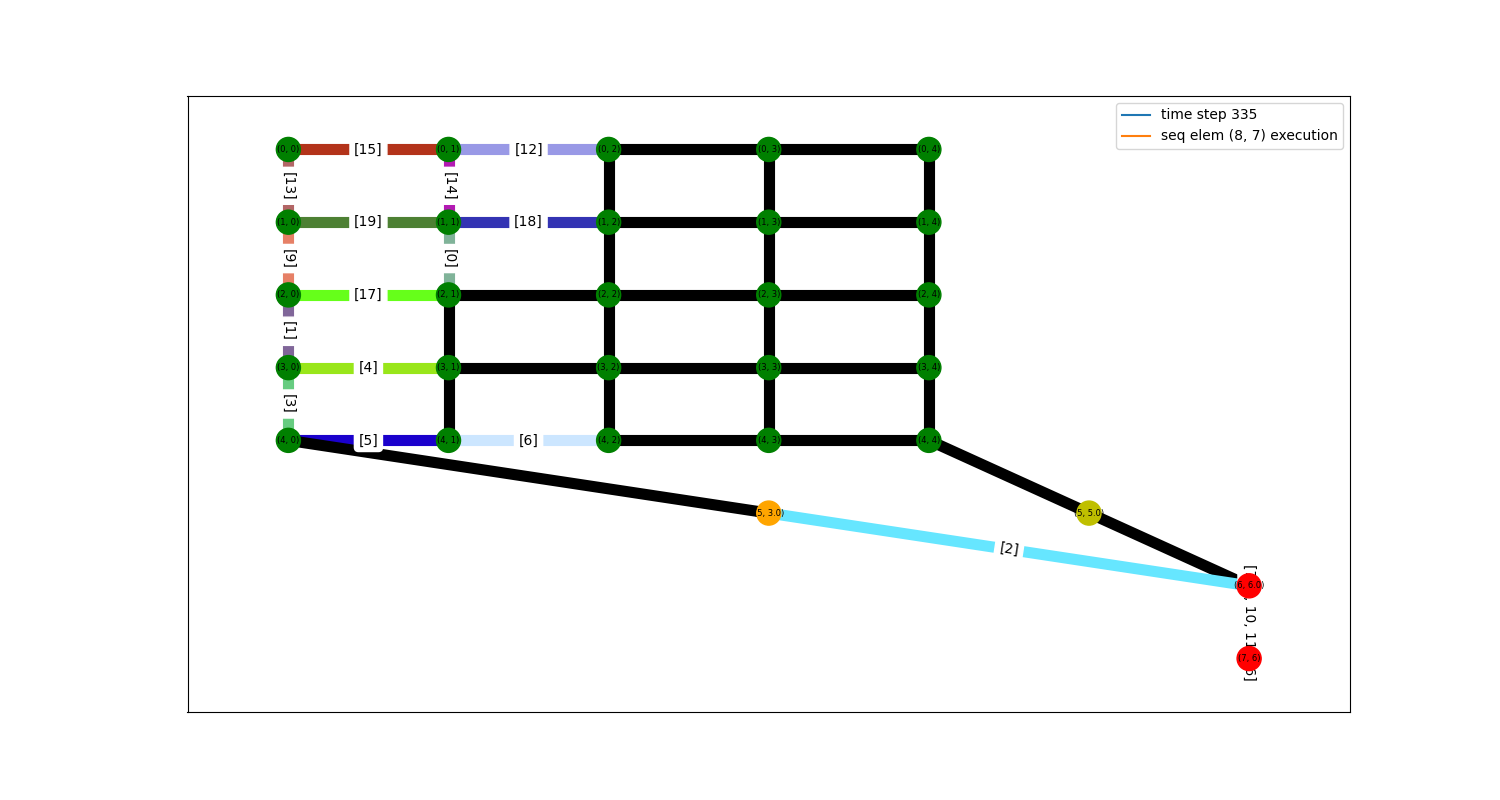 time step 335
seq elem (8, 7) execution
(0, 0) [15] (0, 1) [12] (0, 2) (0, 3) (0, 4)
[13] [14]
(1, 0) [19] (1, 1) [18] (1, 2) (1, 3) (1, 4)
[9] [0]
(2, 0) [17] (2, 1) (2, 2) (2, 3) (2, 4)
[1]
(3, 0) [4] (3, 1) (3, 2) (3, 3) (3, 4)
[3]
(4, 0) [5] (4, 1) [6] (4, 2) (4, 3) (4, 4)
(5, 3.0) (5, 5.0)
[2]
(6, 6.0)
10,
(7, 6)